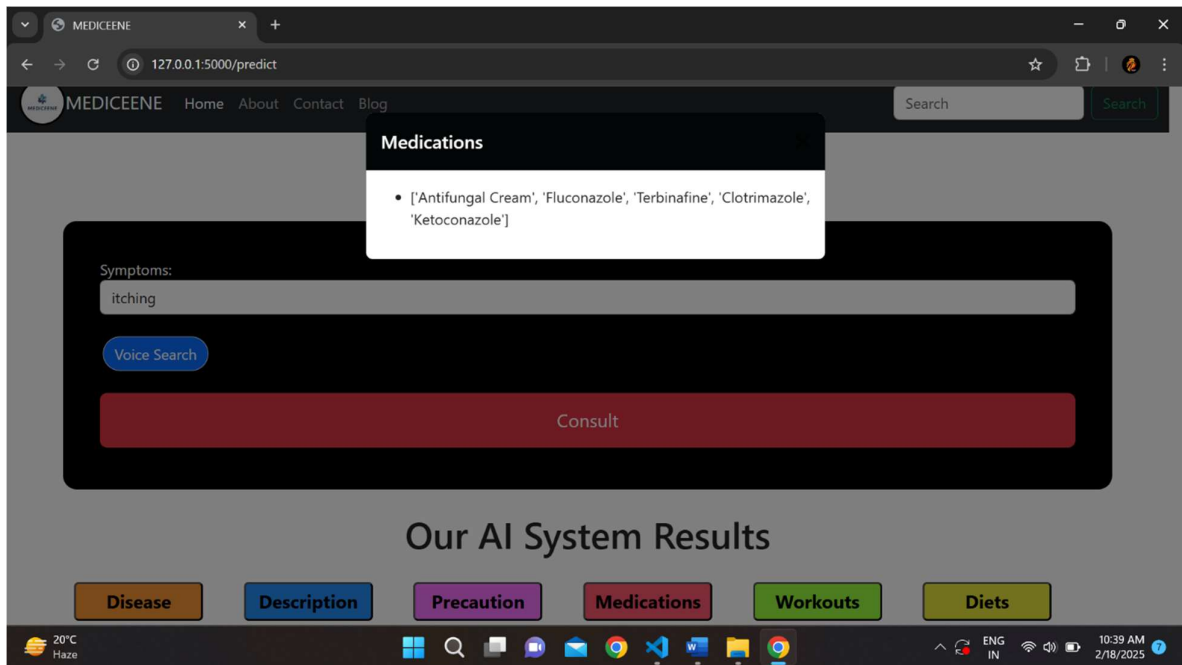 MEDICEENE
127.0.0.1:5000/predict
MEDICEENE Home About Contact Blog Search Search
Medications
['Antifungal Cream', 'Fluconazole', 'Terbinafine', 'Clotrimazole',
'Ketoconazole']
Symptoms:
itching
Voice Search
Consult
Our AI System Results
Disease Description Precaution Medications Workouts Diets
20°C
Haze
ENG
IN
10:39 AM
2/18/2025
7